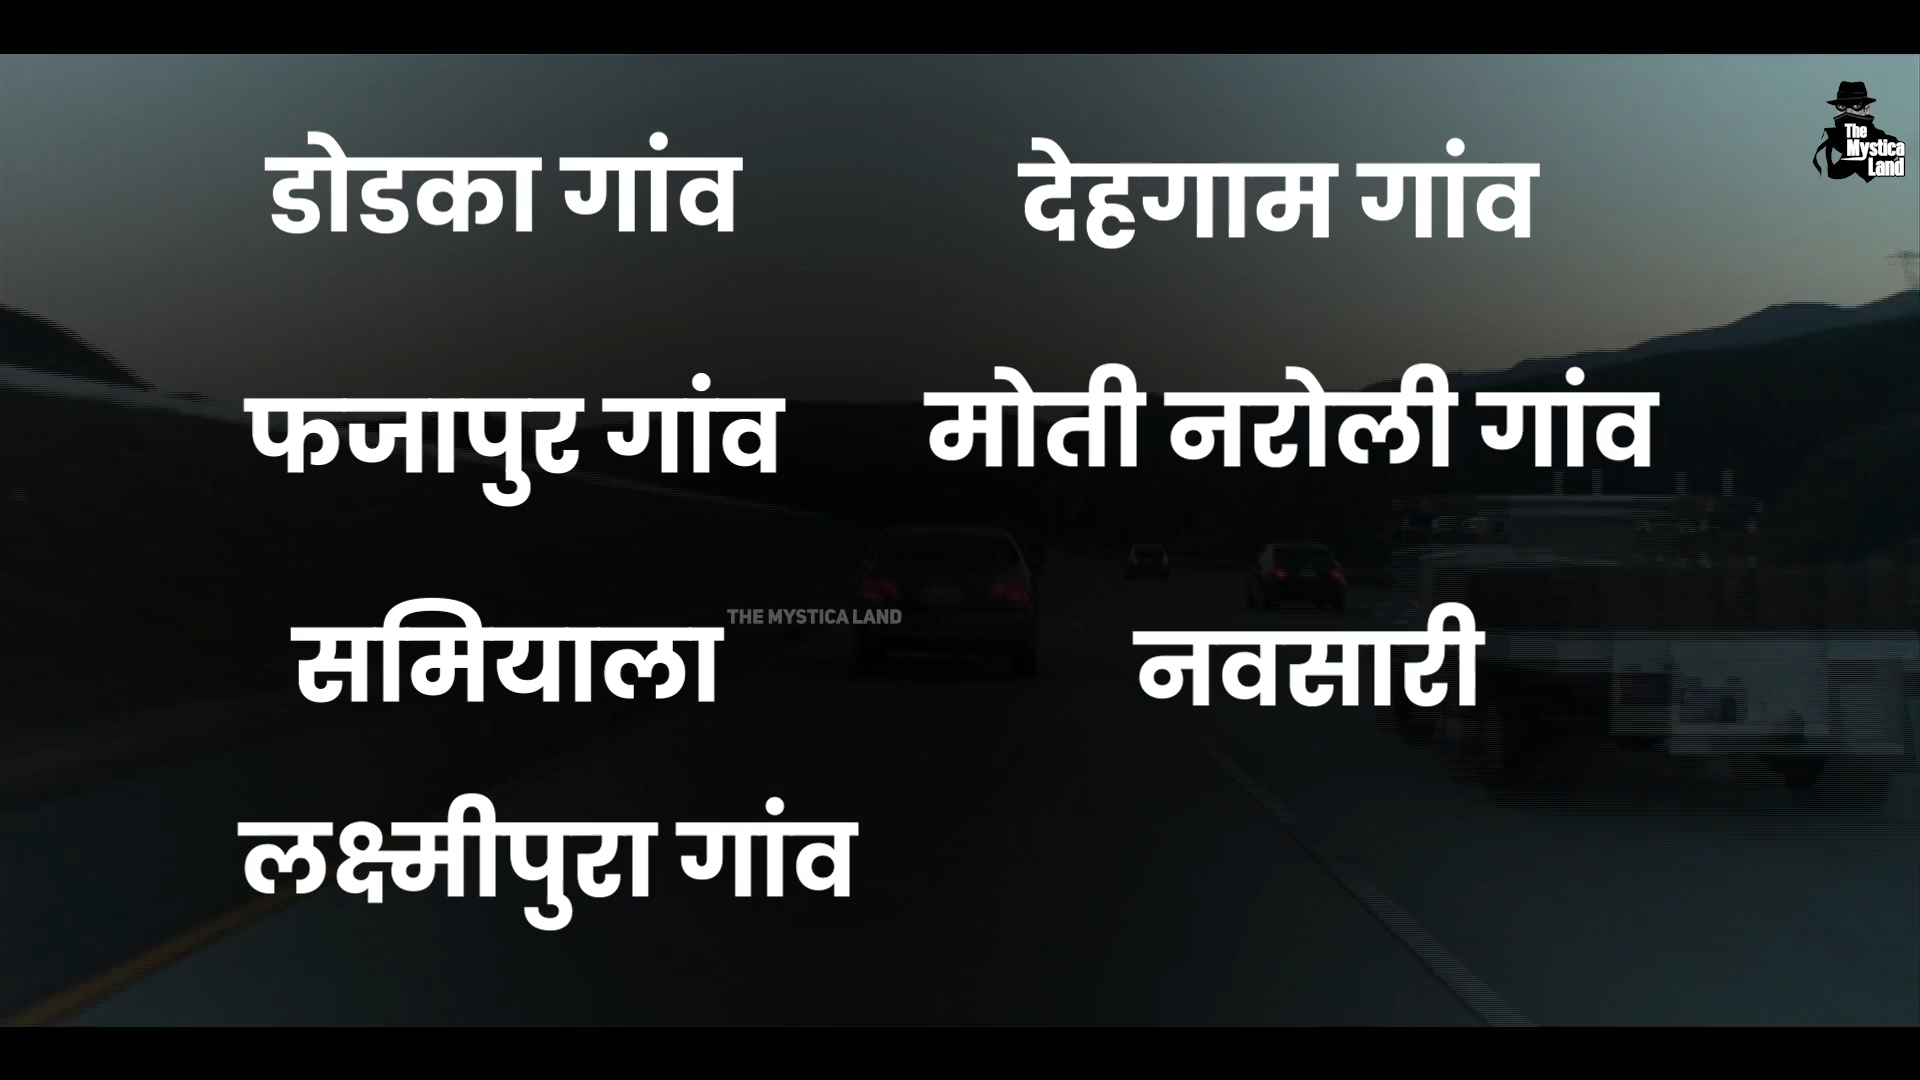 डोडका गांव
देहगाम गांव
फजापुर गांव
मोती नरोली गांव
समियाला
नवसारी
लक्ष्मीपुरा गांव
THE MYSTICA LAND
The
Mystica
Land